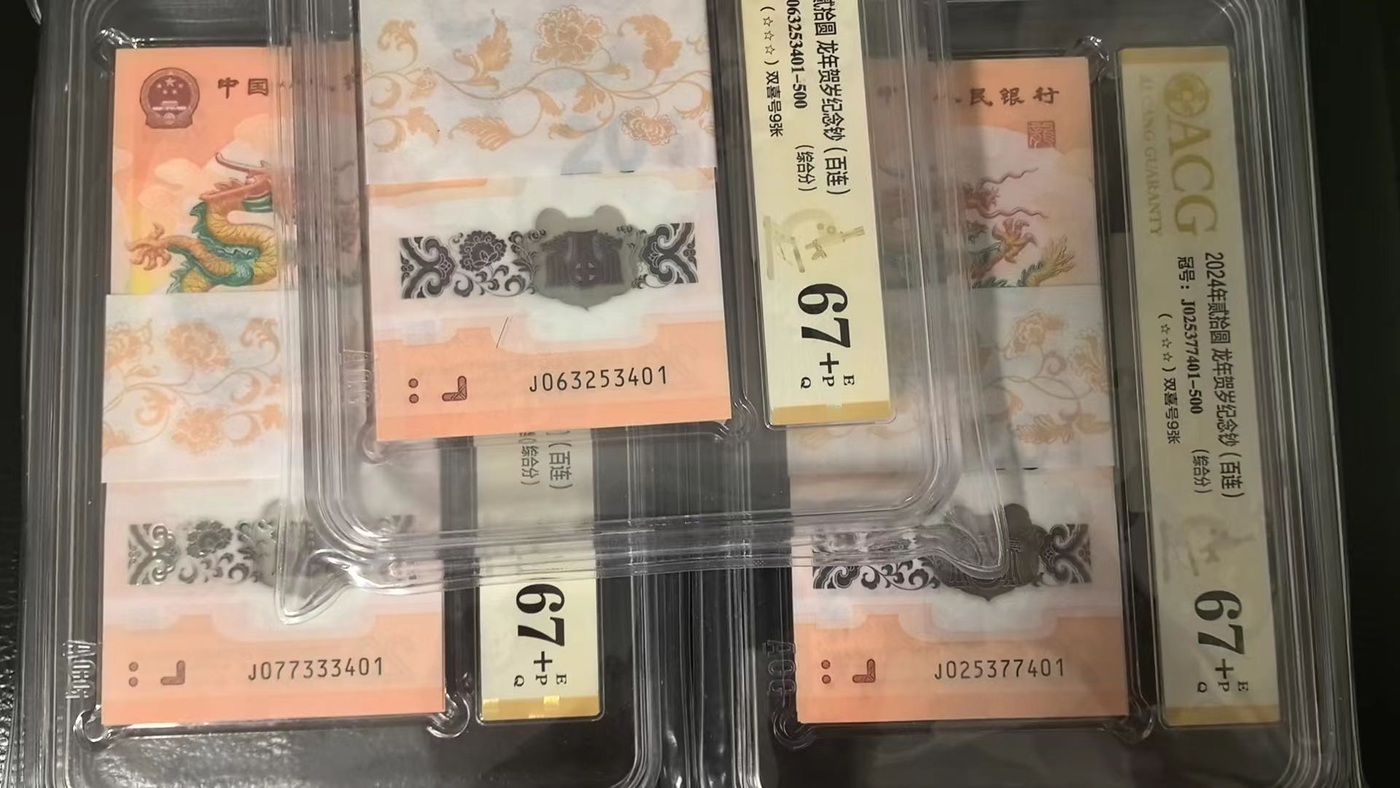 中国
民银行
20
贰拾圆 龙年贺岁纪念钞（百连）
063253401-500 （综合分）
（☆☆☆）双喜号9张
67+
E
P
Q
J063253401
ACG
AI CANG GUARANTY
2024年贰拾圆 龙年贺岁纪念钞（百连）
冠号：J025377401-500 （综合分）
（☆☆☆）双喜号9张
67+
E
P
Q
（百连）
综合分）
67+
E
P
Q
J077333401
J025377401